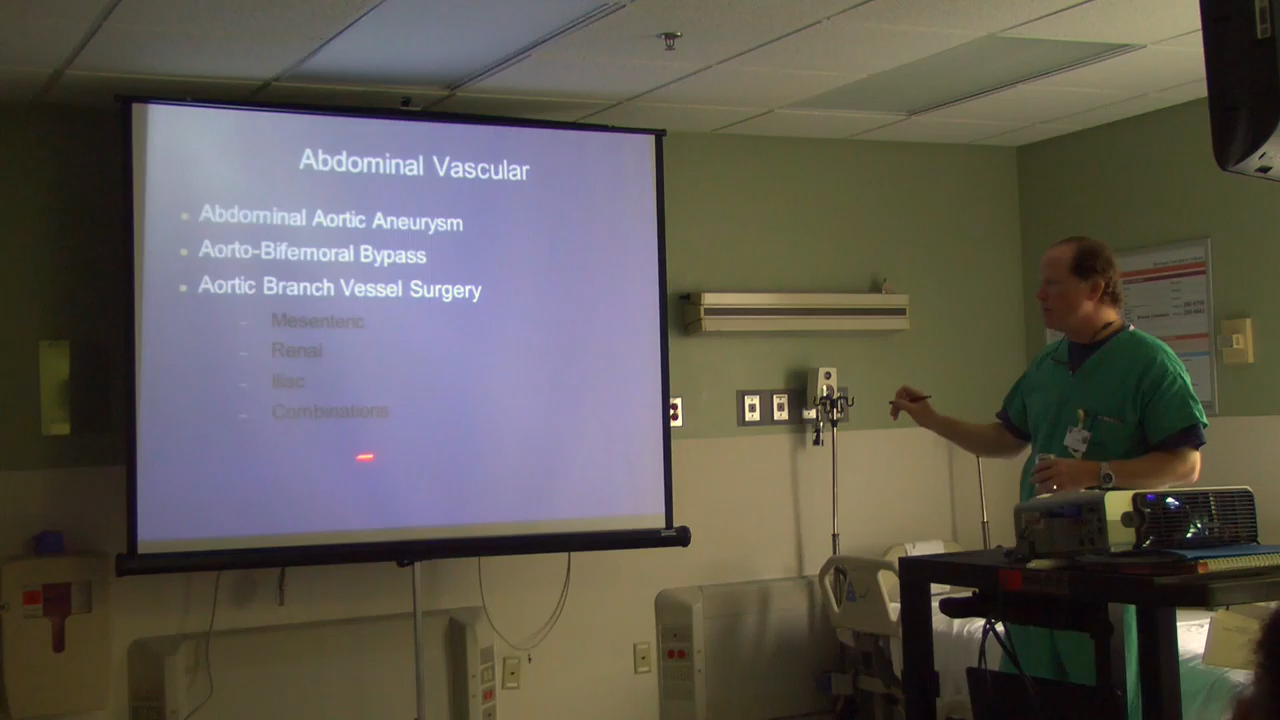 Abdominal Vascular
Abdominal Aortic Aneurysm
Aorto-Bifemoral Bypass
Aortic Branch Vessel Surgery
– Mesenteric
– Renal
– Iliac
– Combinations